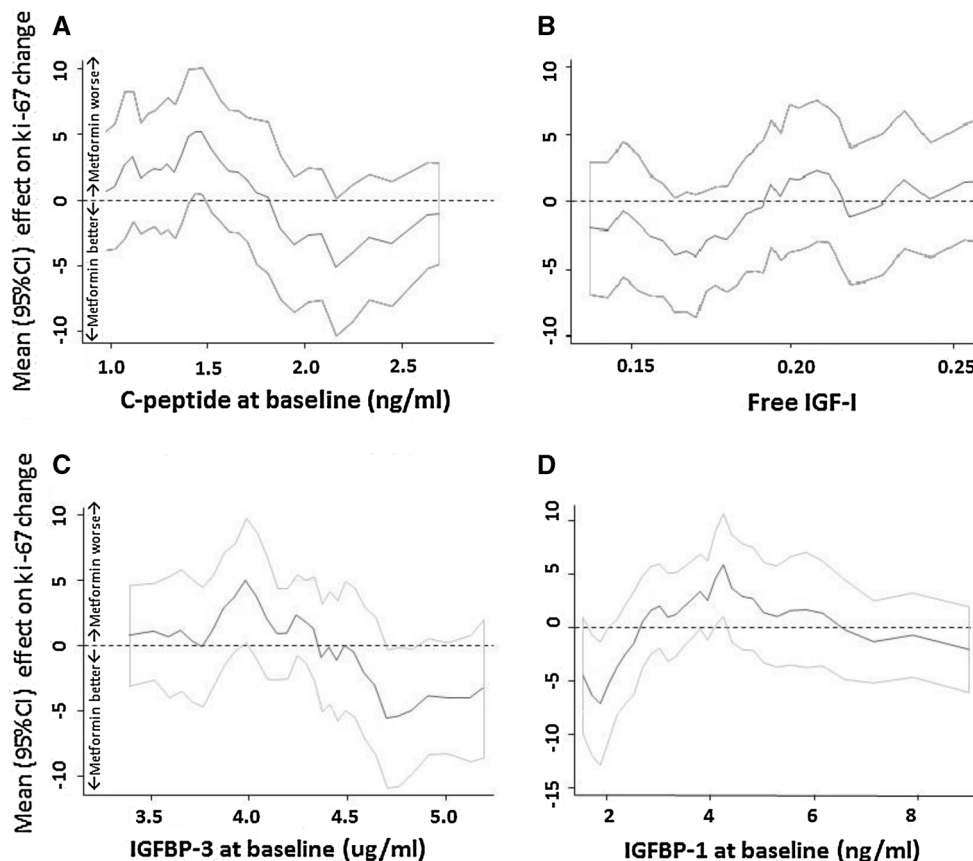 A
Mean (95%CI) effect on ki-67 change
←Metformin better→←Metformin worse→
10
5
0
-5
-10
1.0 1.5 2.0 2.5
C-peptide at baseline (ng/ml)
B
10
5
0
-5
-10
0.15 0.20 0.25
Free IGF-I
C
Mean (95%CI) effect on ki-67 change
←Metformin better→←Metformin worse→
10
5
0
-5
-10
3.5 4.0 4.5 5.0
IGFBP-3 at baseline (ug/ml)
D
10
5
0
-5
-10
-15
2 4 6 8
IGFBP-1 at baseline (ng/ml)